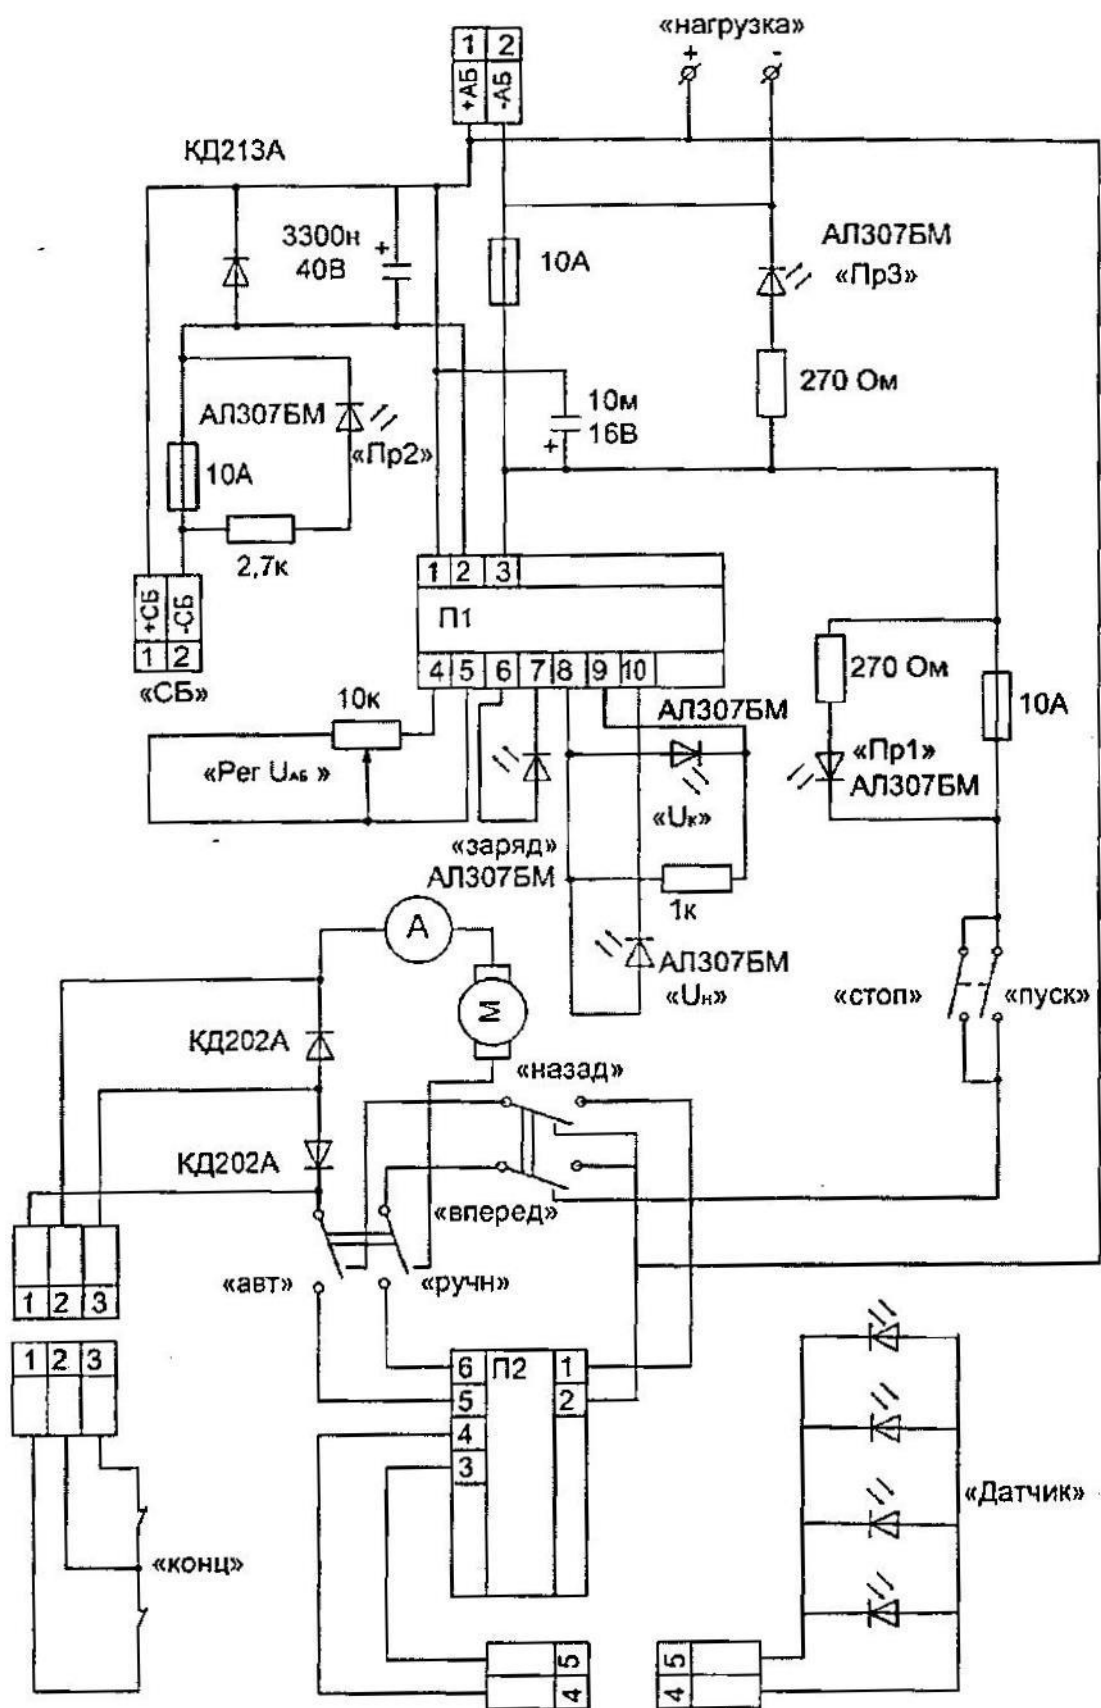 «нагрузка»
+ -
1 2
+АБ -АБ
КД213А
3300н
40В
+
10А
АЛ307БМ
«Пр3»
270 Ом
10м
16В
+
АЛ307БМ
«Пр2»
10А
2,7к
+СБ -СБ
1 2
«СБ»
1 2 3
П1
4 5 6 7 8 9 10
10к
«Рег UАБ »
«заряд»
АЛ307БМ
АЛ307БМ
«Uк»
1к
АЛ307БМ
«Uн»
270 Ом
10А
«Пр1»
АЛ307БМ
«стоп» «пуск»
А
М
КД202А
КД202А
«назад»
«вперед»
«авт» «ручн»
1 2 3
1 2 3
«конц»
6 П2 1
5 2
4
3
«Датчик»
5
4
5
4